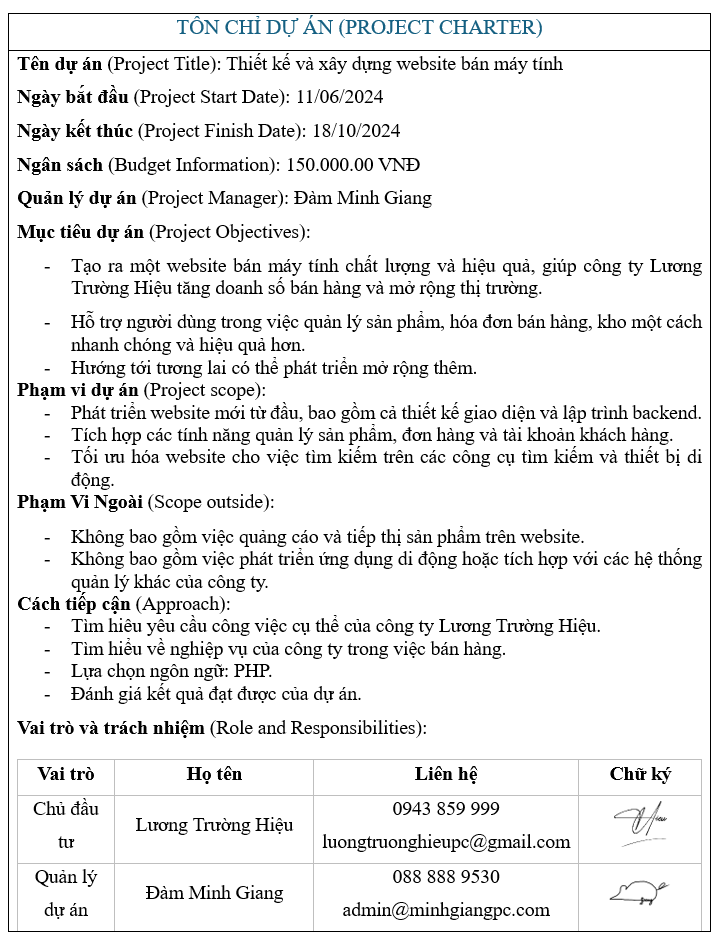 TÔN CHỈ DỰ ÁN (PROJECT CHARTER)
Tên dự án (Project Title): Thiết kế và xây dựng website bán máy tính
Ngày bắt đầu (Project Start Date): 11/06/2024
Ngày kết thúc (Project Finish Date): 18/10/2024
Ngân sách (Budget Information): 150.000.00 VNĐ
Quản lý dự án (Project Manager): Đàm Minh Giang
Mục tiêu dự án (Project Objectives):
- Tạo ra một website bán máy tính chất lượng và hiệu quả, giúp công ty Lương
Trường Hiệu tăng doanh số bán hàng và mở rộng thị trường.
- Hỗ trợ người dùng trong việc quản lý sản phẩm, hóa đơn bán hàng, kho một cách
nhanh chóng và hiệu quả hơn.
- Hướng tới tương lai có thể phát triển mở rộng thêm.
Phạm vi dự án (Project scope):
- Phát triển website mới từ đầu, bao gồm cả thiết kế giao diện và lập trình backend.
- Tích hợp các tính năng quản lý sản phẩm, đơn hàng và tài khoản khách hàng.
- Tối ưu hóa website cho việc tìm kiếm trên các công cụ tìm kiếm và thiết bị di
động.
Phạm Vi Ngoài (Scope outside):
- Không bao gồm việc quảng cáo và tiếp thị sản phẩm trên website.
- Không bao gồm việc phát triển ứng dụng di động hoặc tích hợp với các hệ thống
quản lý khác của công ty.
Cách tiếp cận (Approach):
- Tìm hiêu yêu cầu công việc cụ thể của công ty Lương Trường Hiệu.
- Tìm hiểu về nghiệp vụ của công ty trong việc bán hàng.
- Lựa chọn ngôn ngữ: PHP.
- Đánh giá kết quả đạt được của dự án.
Vai trò và trách nhiệm (Role and Responsibilities):
Vai trò Họ tên Liên hệ Chữ ký
Chủ đầu
tư
Lương Trường Hiệu
0943 859 999
luongtruonghieupc@gmail.com
Hieu
Quản lý
dự án
Đàm Minh Giang
088 888 9530
admin@minhgiangpc.com